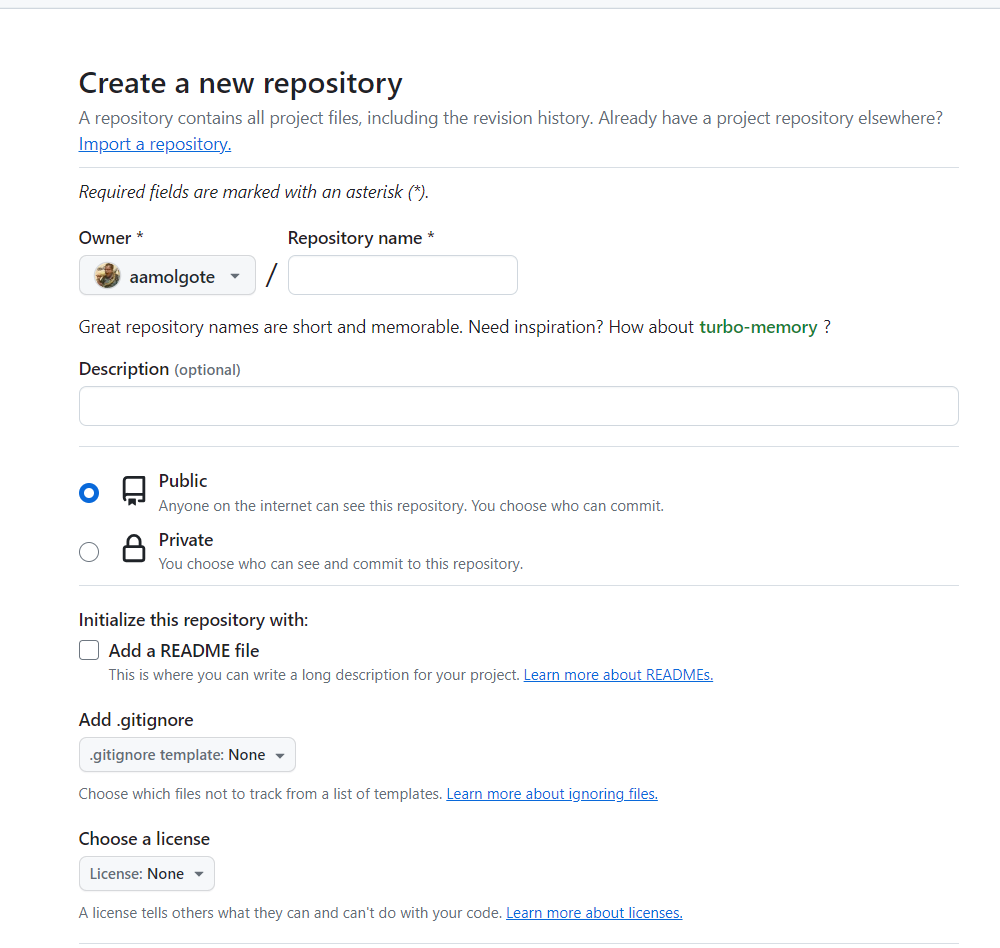 Create a new repository
A repository contains all project files, including the revision history. Already have a project repository elsewhere?
Import a repository.
Required fields are marked with an asterisk (*).
Owner * Repository name *
aamolgote /
Great repository names are short and memorable. Need inspiration? How about turbo-memory ?
Description (optional)
Public
Anyone on the internet can see this repository. You choose who can commit.
Private
You choose who can see and commit to this repository.
Initialize this repository with:
Add a README file
This is where you can write a long description for your project. Learn more about READMEs.
Add .gitignore
.gitignore template: None
Choose which files not to track from a list of templates. Learn more about ignoring files.
Choose a license
License: None
A license tells others what they can and can't do with your code. Learn more about licenses.